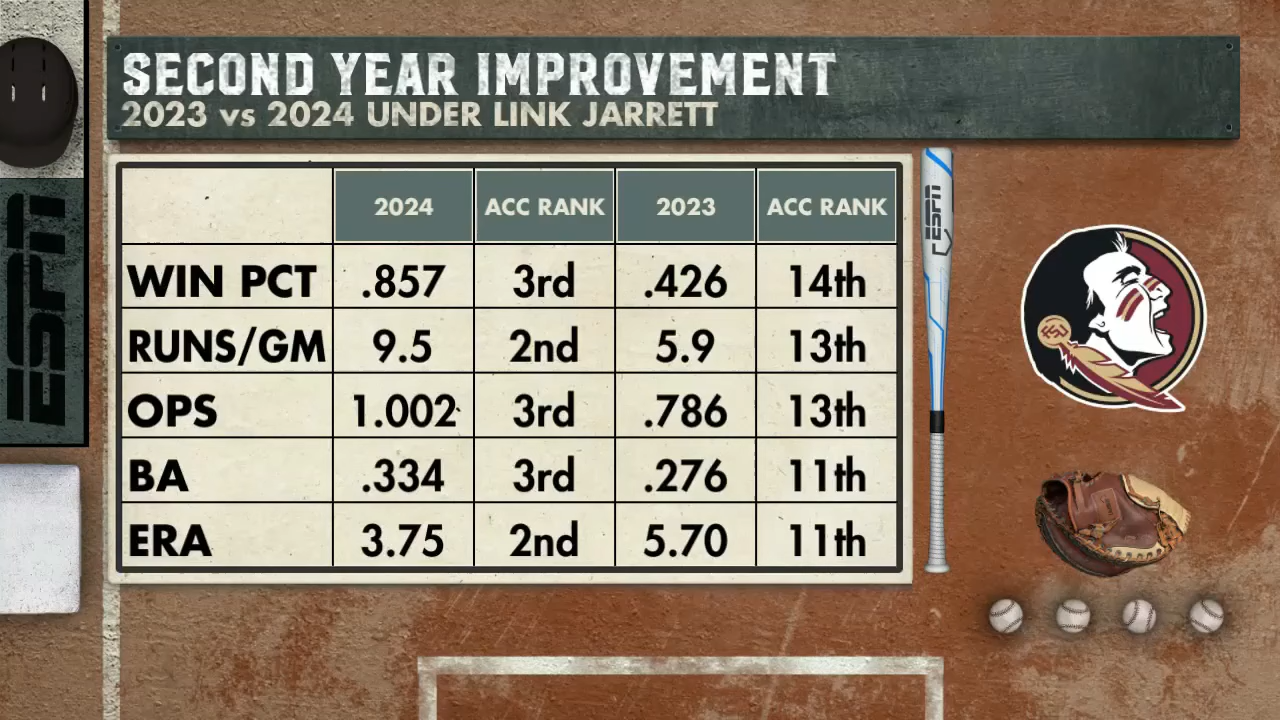 SECOND YEAR IMPROVEMENT
2023 vs 2024 UNDER LINK JARRETT
2024 ACC RANK 2023 ACC RANK
WIN PCT .857 3rd .426 14th
RUNS/GM 9.5 2nd 5.9 13th
OPS 1.002 3rd .786 13th
BA .334 3rd .276 11th
ERA 3.75 2nd 5.70 11th
ESPN
ESPN
FSU